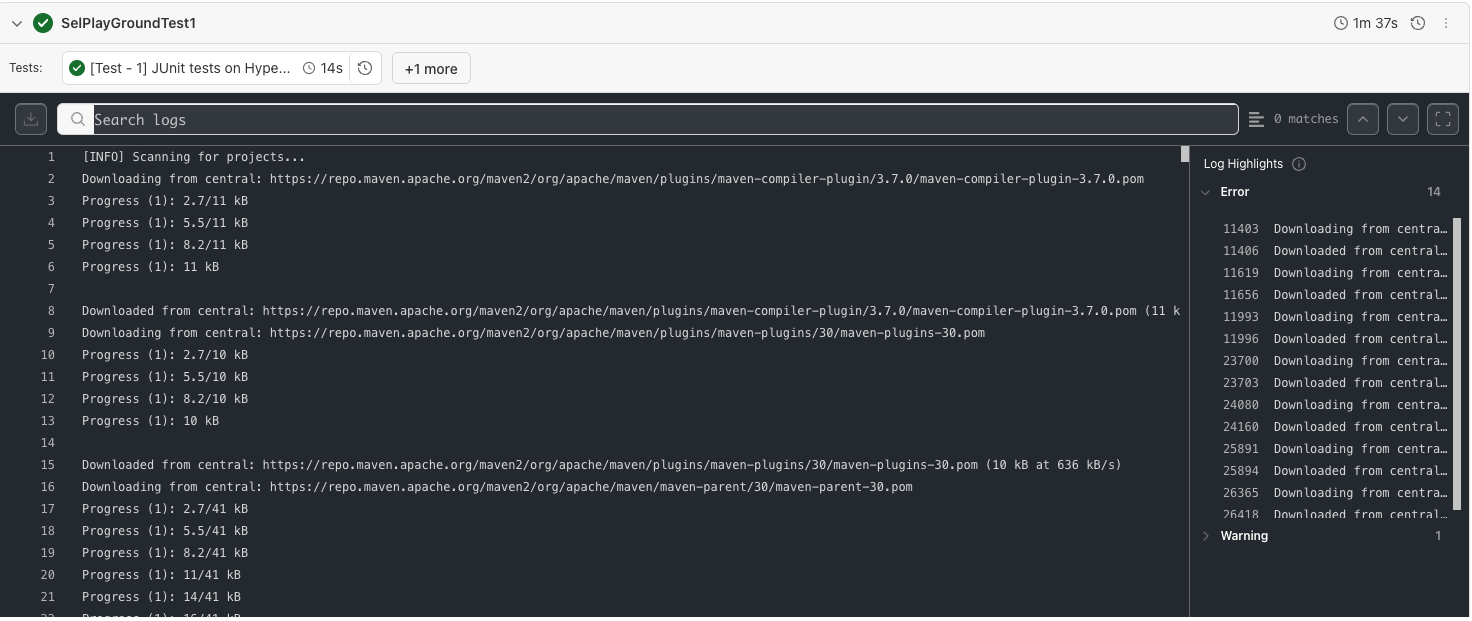 SelPlayGroundTest1
1m 37s
Tests:
[Test - 1] JUnit tests on Hype...
14s
+1 more
Search logs
0 matches
1 [INFO] Scanning for projects...
2 Downloading from central: https://repo.maven.apache.org/maven2/org/apache/maven/plugins/maven-compiler-plugin/3.7.0/maven-compiler-plugin-3.7.0.pom
3 Progress (1): 2.7/11 kB
4 Progress (1): 5.5/11 kB
5 Progress (1): 8.2/11 kB
6 Progress (1): 11 kB
7
8 Downloaded from central: https://repo.maven.apache.org/maven2/org/apache/maven/plugins/maven-compiler-plugin/3.7.0/maven-compiler-plugin-3.7.0.pom (11 k
9 Downloading from central: https://repo.maven.apache.org/maven2/org/apache/maven/plugins/maven-plugins/30/maven-plugins-30.pom
10 Progress (1): 2.7/10 kB
11 Progress (1): 5.5/10 kB
12 Progress (1): 8.2/10 kB
13 Progress (1): 10 kB
14
15 Downloaded from central: https://repo.maven.apache.org/maven2/org/apache/maven/plugins/maven-plugins/30/maven-plugins-30.pom (10 kB at 636 kB/s)
16 Downloading from central: https://repo.maven.apache.org/maven2/org/apache/maven/maven-parent/30/maven-parent-30.pom
17 Progress (1): 2.7/41 kB
18 Progress (1): 5.5/41 kB
19 Progress (1): 8.2/41 kB
20 Progress (1): 11/41 kB
21 Progress (1): 14/41 kB
22 Progress (1): 16/41 kB
Log Highlights
Error 14
11403 Downloading from centra…
11406 Downloaded from central…
11619 Downloading from centra…
11656 Downloaded from central…
11993 Downloading from centra…
11996 Downloaded from central…
23700 Downloading from centra…
23703 Downloaded from central…
24080 Downloading from centra…
24160 Downloaded from central…
25891 Downloading from centra…
25894 Downloaded from central…
26365 Downloading from centra…
26418 Downloaded from central…
Warning 1